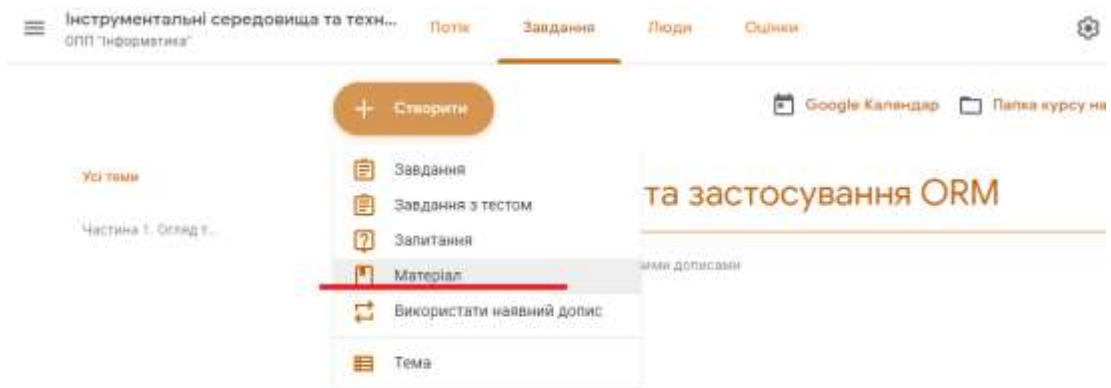 Інструментальні середовища та техн...
ОПП "Інформатика"
Потік
Завдання
Люди
Оцінки
Створити
Google Календар
Папка курсу на
Усі теми
Частина 1. Огляд т...
Завдання
Завдання з тестом
Запитання
Матеріал
Використати наявний допис
Тема
та застосування ORM
ими дописами